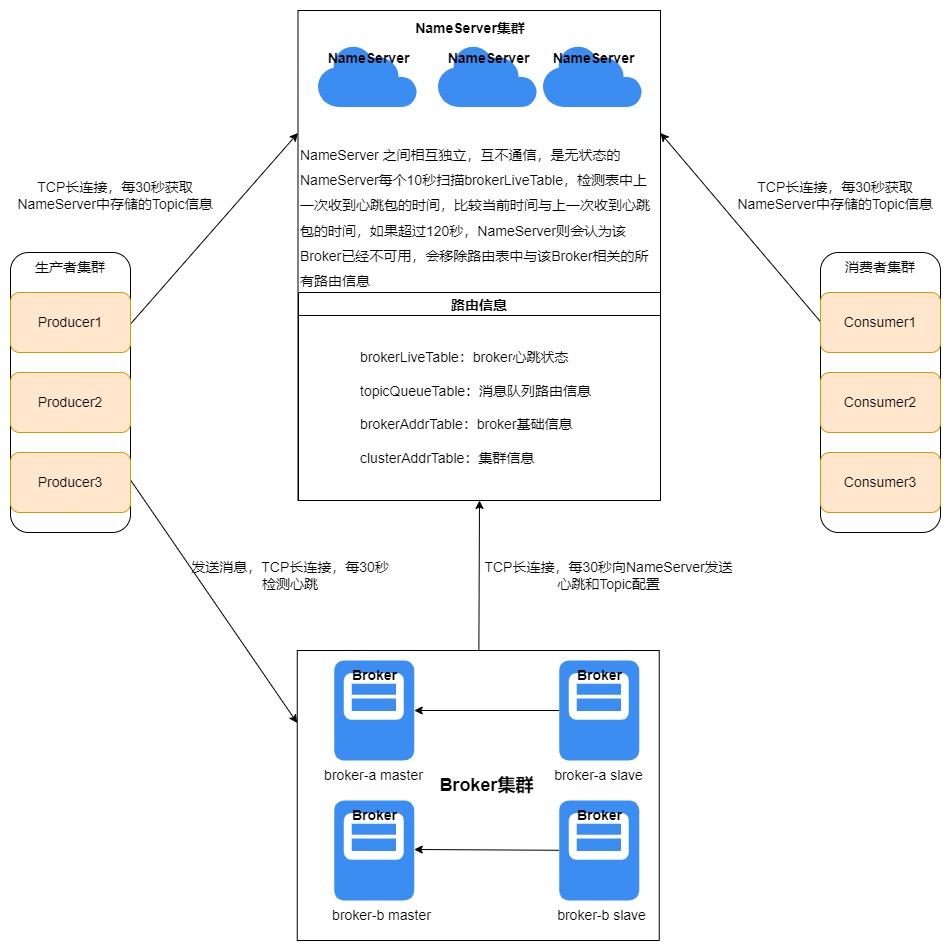 NameServer集群
NameServer
NameServer
NameServer
NameServer 之间相互独立，互不通信，是无状态的
NameServer每个10秒扫描brokerLiveTable，检测表中上
一次收到心跳包的时间，比较当前时间与上一次收到心跳
包的时间，如果超过120秒，NameServer则会认为该
Broker已经不可用，会移除路由表中与该Broker相关的所
有路由信息
路由信息
brokerLiveTable：broker心跳状态
topicQueueTable：消息队列路由信息
brokerAddrTable：broker基础信息
clusterAddrTable：集群信息
TCP长连接，每30秒获取
NameServer中存储的Topic信息
生产者集群
Producer1
Producer2
Producer3
TCP长连接，每30秒获取
NameServer中存储的Topic信息
消费者集群
Consumer1
Consumer2
Consumer3
发送消息，TCP长连接，每30秒
检测心跳
TCP长连接，每30秒向NameServer发送
心跳和Topic配置
Broker
broker-a master
Broker
broker-a slave
Broker集群
Broker
broker-b master
Broker
broker-b slave